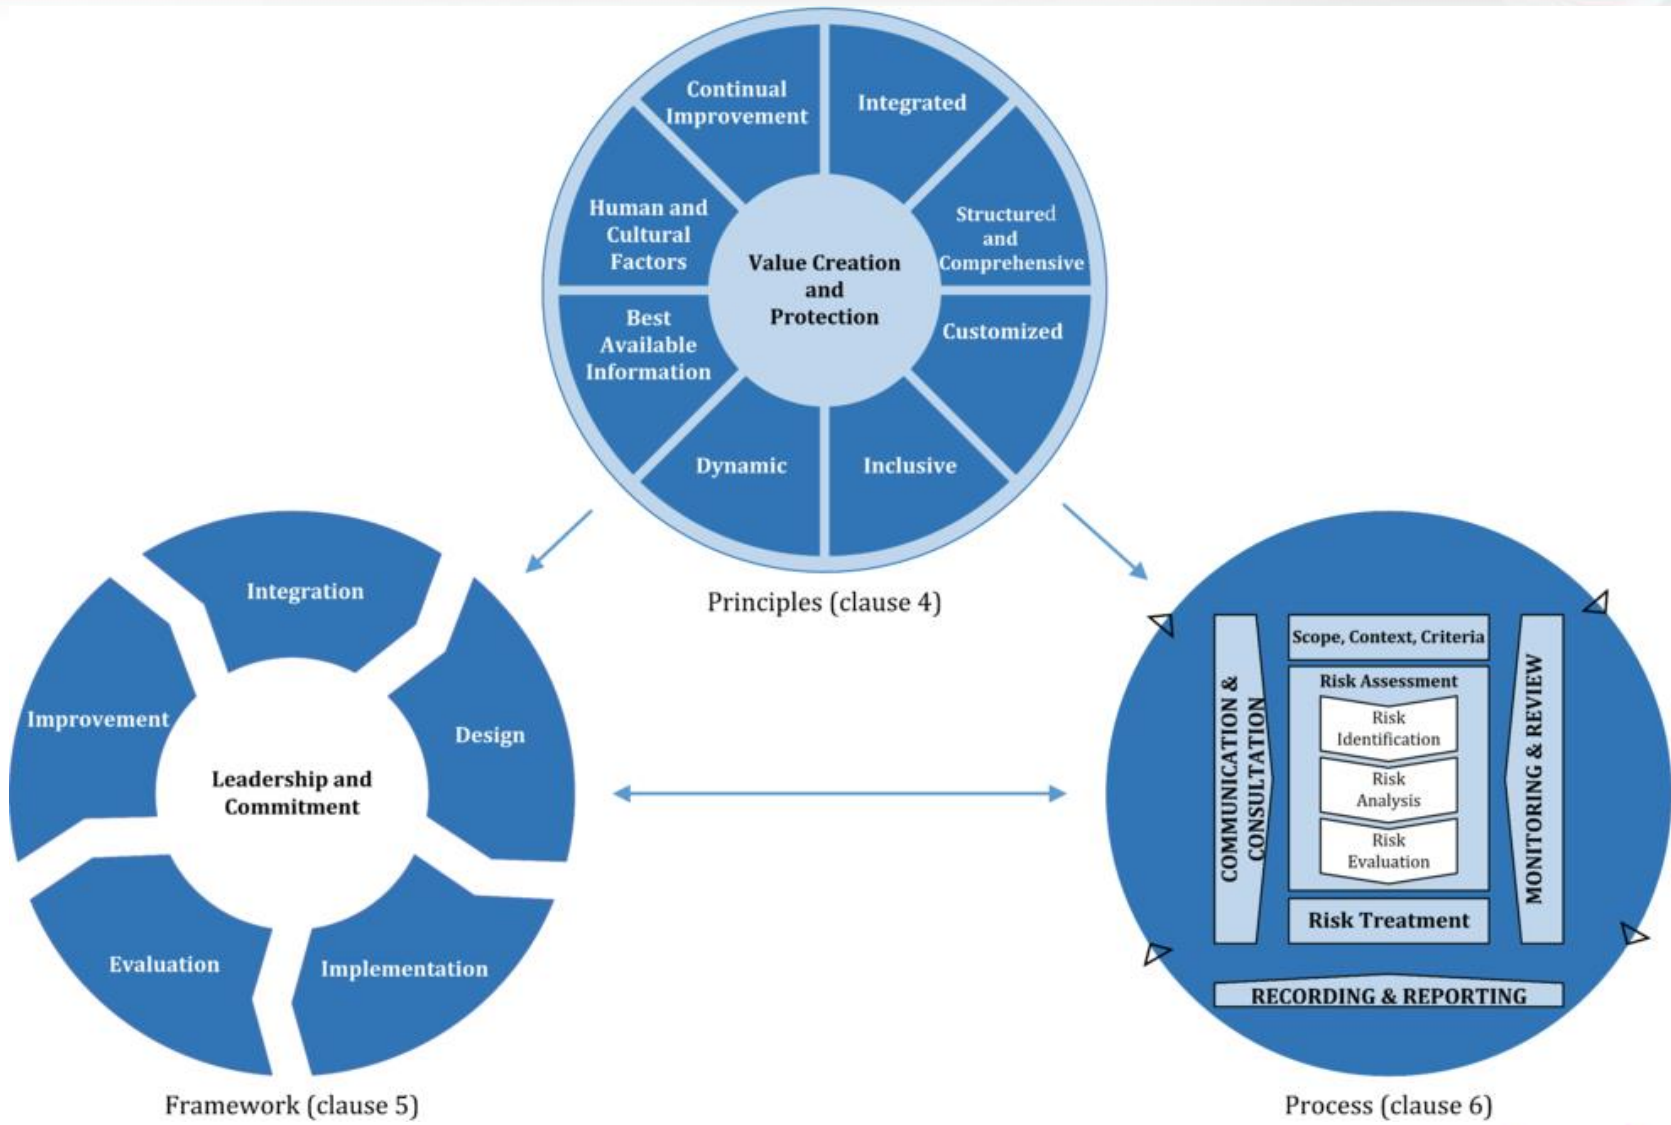 Continual
Improvement
Integrated
Structured
and
Comprehensive
Customized
Inclusive
Dynamic
Best
Available
Information
Human and
Cultural
Factors
Value Creation
and
Protection
Principles (clause 4)
Integration
Design
Implementation
Evaluation
Improvement
Leadership and
Commitment
Framework (clause 5)
Scope, Context, Criteria
Risk Assessment
Risk
Identification
Risk
Analysis
Risk
Evaluation
Risk Treatment
COMMUNICATION &
CONSULTATION
MONITORING & REVIEW
RECORDING & REPORTING
Process (clause 6)